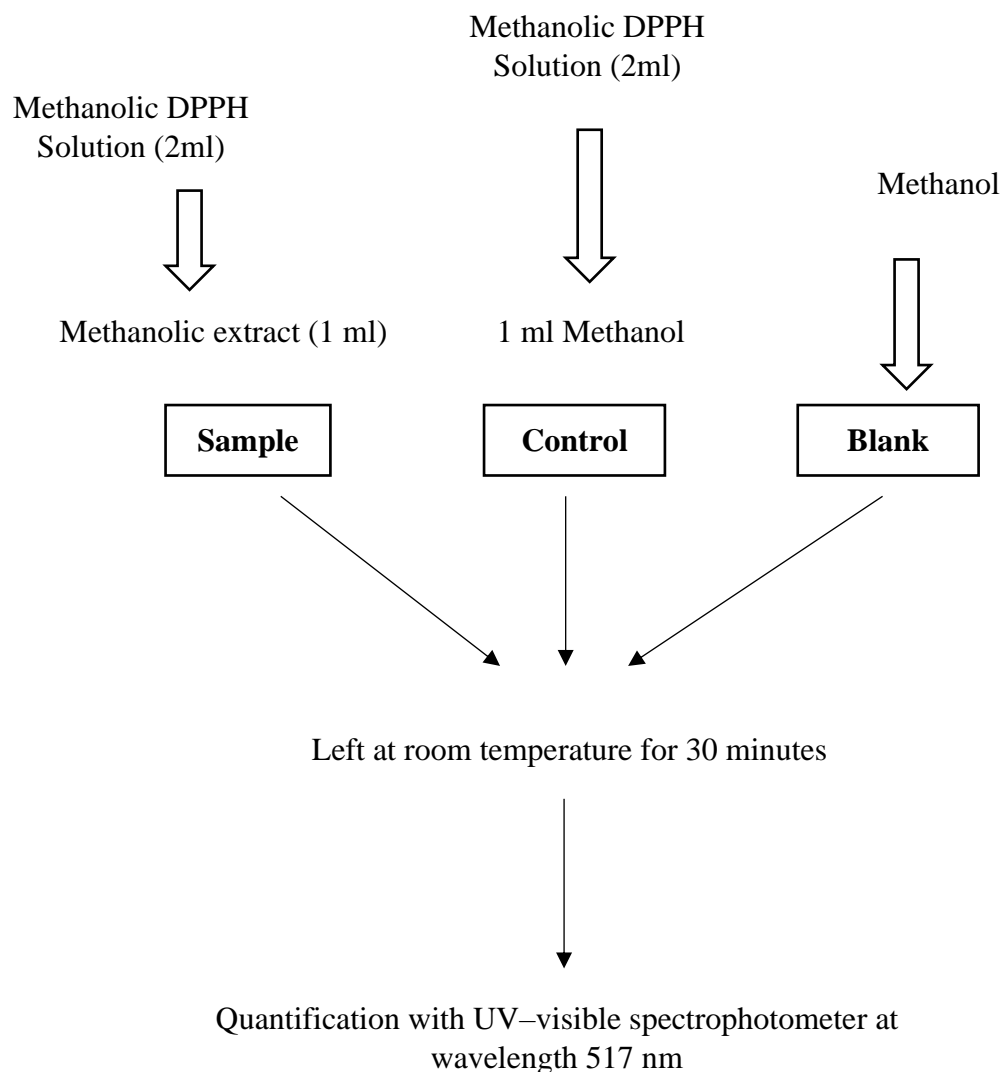 Methanolic DPPH
Solution (2ml)
Methanolic DPPH
Solution (2ml)
Methanol
Methanolic extract (1 ml)
1 ml Methanol
Sample
Control
Blank
Left at room temperature for 30 minutes
Quantification with UV–visible spectrophotometer at
wavelength 517 nm